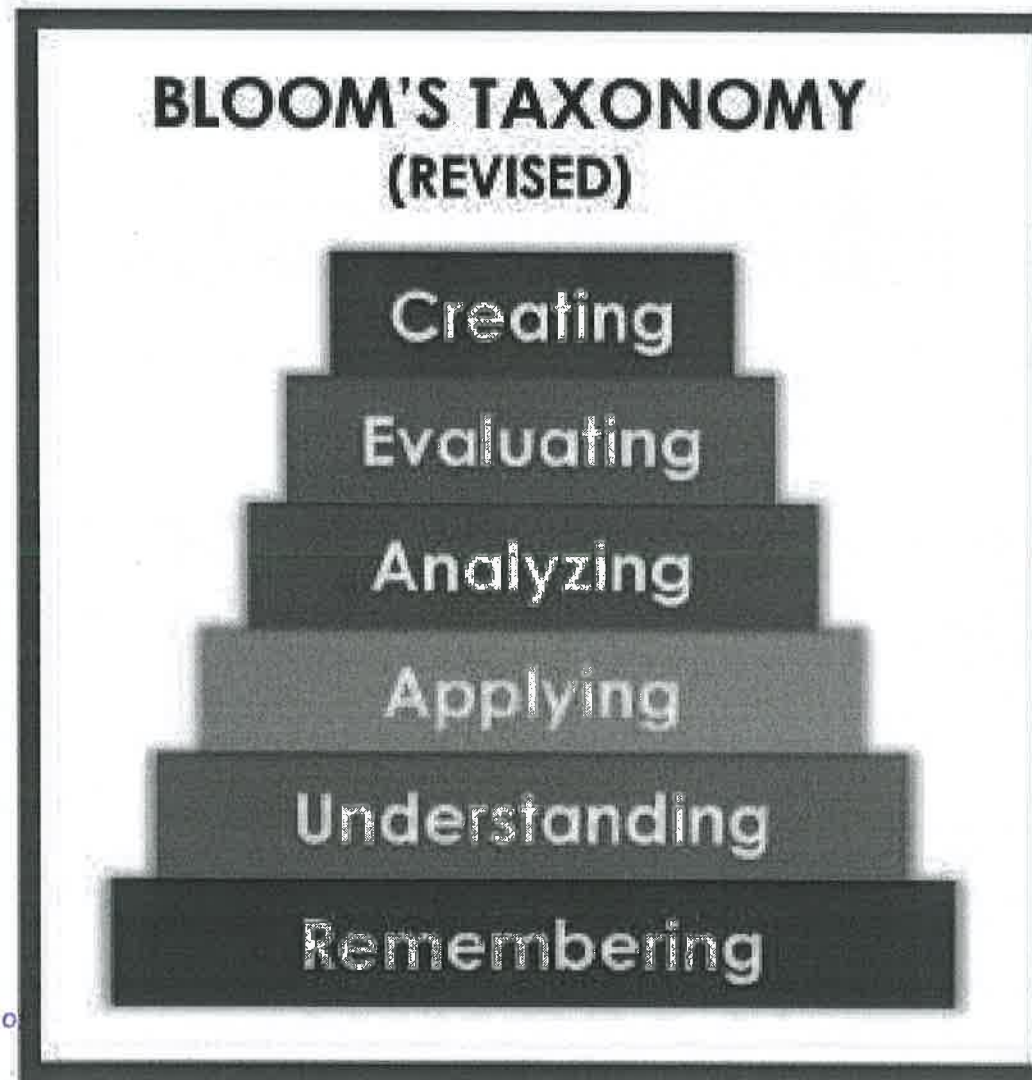 BLOOM'S TAXONOMY
(REVISED)
Creating
Evaluating
Analyzing
Applying
Understanding
Remembering